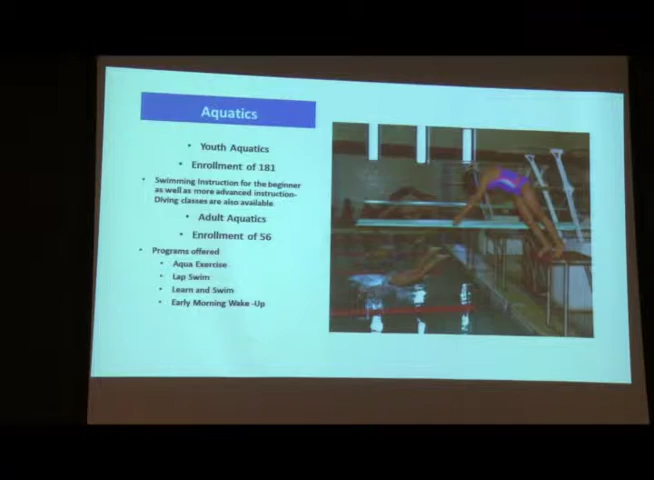 Aquatics
• Youth Aquatics
• Enrollment of 181
• Swimming Instruction for the beginner
as well as more advanced instruction-
Diving classes are also available
• Adult Aquatics
• Enrollment of 56
• Programs offered
• Aqua Exercise
• Lap Swim
• Learn and Swim
• Early Morning Wake -Up